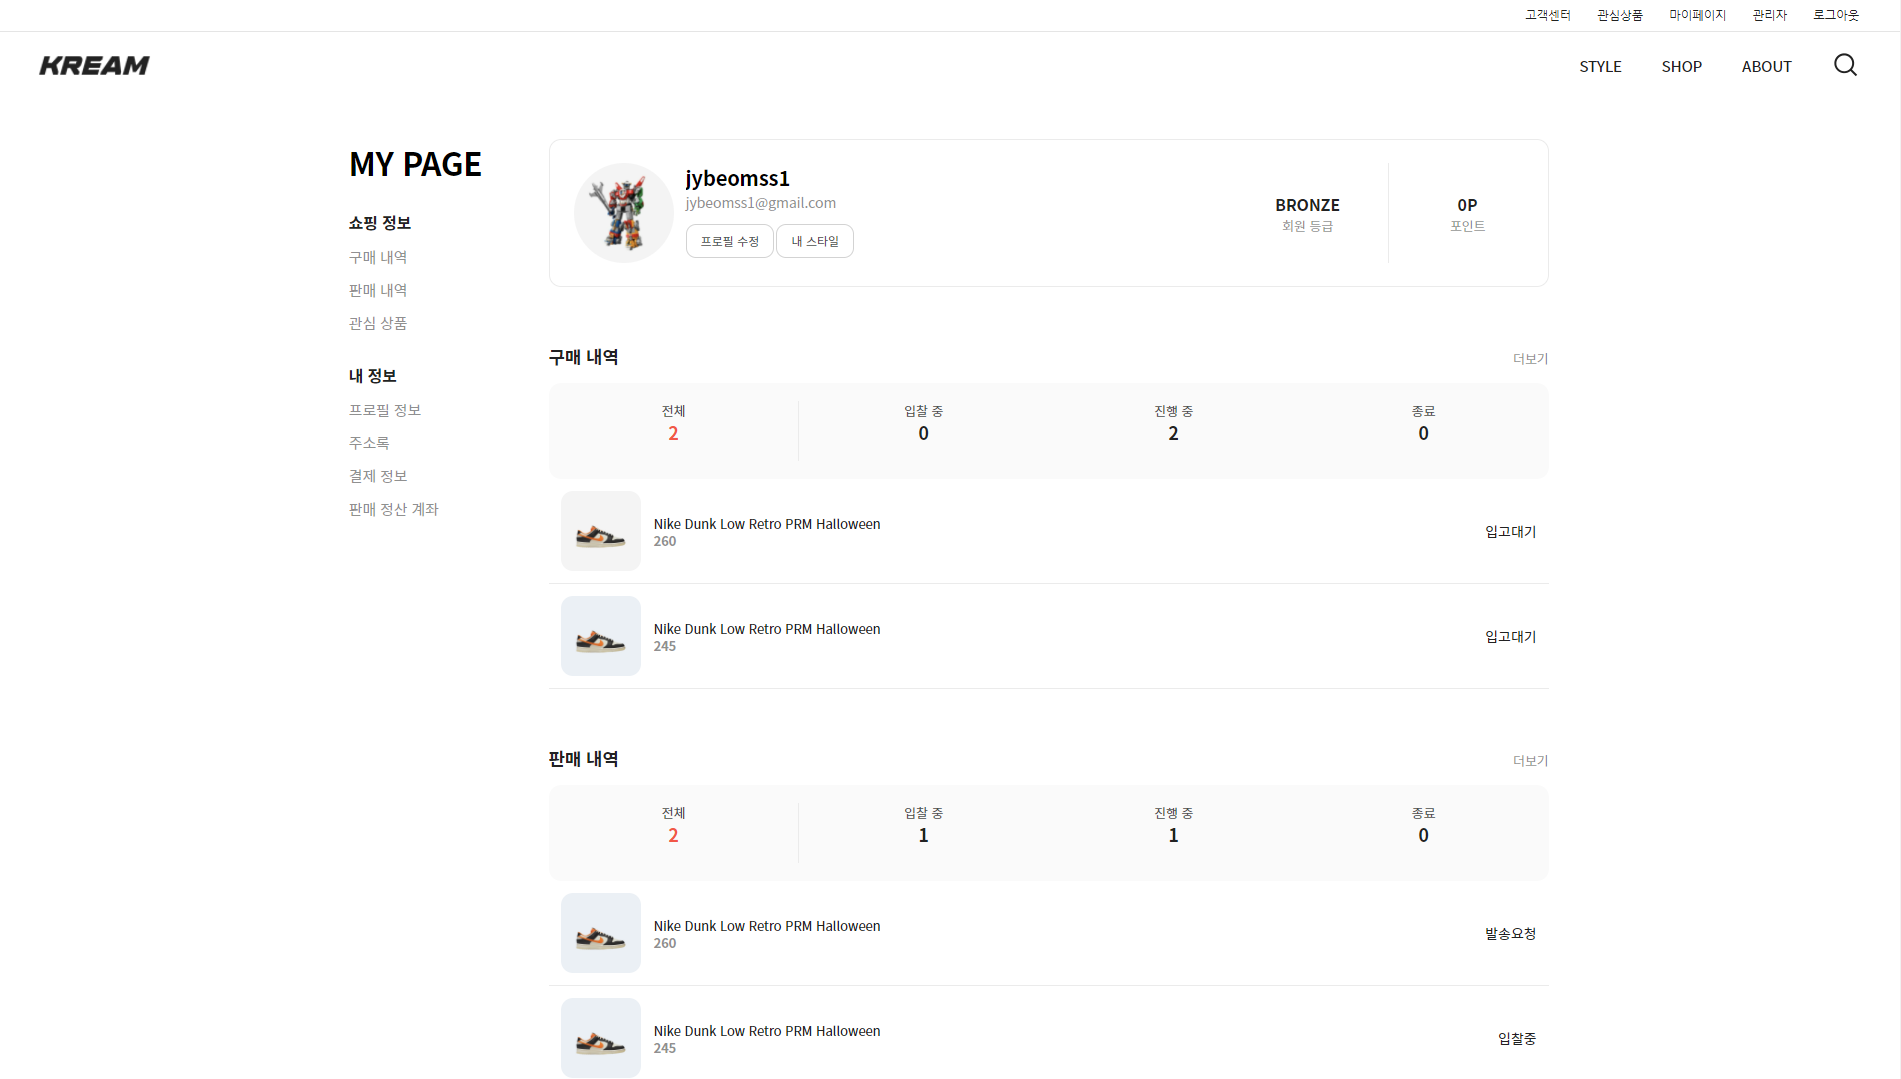 고객센터 관심상품 마이페이지 관리자 로그아웃
KREAM
STYLE SHOP ABOUT
MY PAGE
쇼핑 정보
구매 내역
판매 내역
관심 상품
내 정보
프로필 정보
주소록
결제 정보
판매 정산 계좌
jybeomss1
jybeomss1@gmail.com
프로필 수정 내 스타일
BRONZE
회원 등급
0P
포인트
구매 내역 더보기
전체 입찰 중 진행 중 종료
2 0 2 0
Nike Dunk Low Retro PRM Halloween
260
입고대기
Nike Dunk Low Retro PRM Halloween
245
입고대기
판매 내역 더보기
전체 입찰 중 진행 중 종료
2 1 1 0
Nike Dunk Low Retro PRM Halloween
260
발송요청
Nike Dunk Low Retro PRM Halloween
245
입찰중